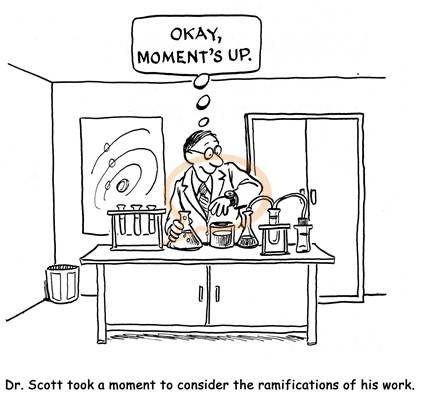 OKAY,
MOMENT'S UP.
Dr. Scott took a moment to consider the ramifications of his work.